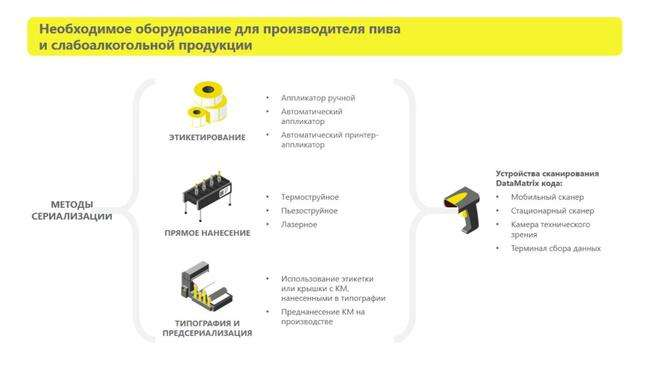 Необходимое оборудование для производителя пива
и слабоалкогольной продукции
МЕТОДЫ
СЕРИАЛИЗАЦИИ
ЭТИКЕТИРОВАНИЕ
• Аппликатор ручной
• Автоматический
аппликатор
• Автоматический принтер-
аппликатор
ПРЯМОЕ НАНЕСЕНИЕ
• Термоструйное
• Пьезоструйное
• Лазерное
ТИПОГРАФИЯ И
ПРЕДСЕРИАЛИЗАЦИЯ
• Использование этикетки
или крышки с КМ,
нанесенными в типографии
• Преднанесение КМ на
производстве
Устройства сканирования
DataMatrix кода:
• Мобильный сканер
• Стационарный сканер
• Камера технического
зрения
• Терминал сбора данных